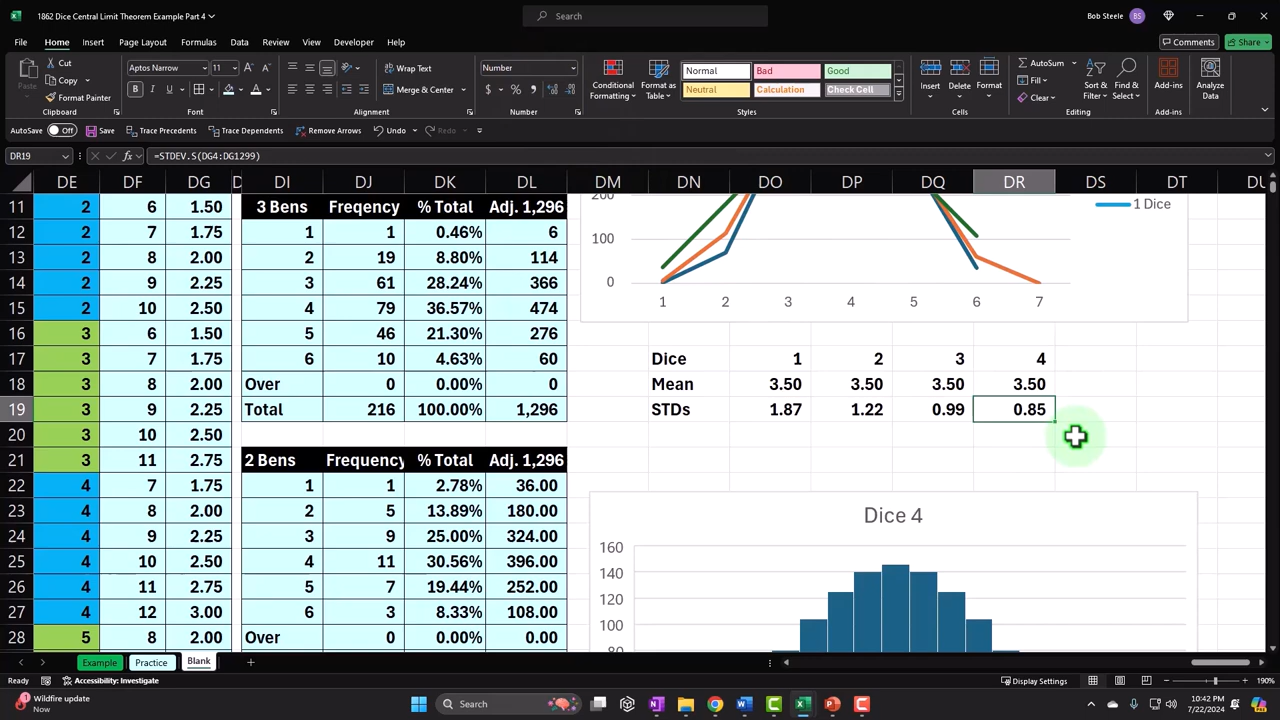 1862 Dice Central Limit Theorem Example Part 4
Search
Bob Steele
BS
File Home Insert Page Layout Formulas Data Review View Developer Help
Comments Share
Cut
Copy
Format Painter
Paste
Clipboard
Aptos Narrow 11
Font
Wrap Text
Merge & Center
Alignment
Number
Number
Conditional Formatting
Format as Table
Normal Bad Good
Neutral Calculation Check Cell
Styles
Insert Delete Format
Cells
AutoSum
Clear
Sort & Filter
Find & Select
Editing
Add-ins
Add-ins
Analyze Data
AutoSave Off Save Trace Precedents Trace Dependents Remove Arrows Undo Redo
DR19 fx =STDEV.S(DG4:DG1299)
DE DF DG D DI DJ DK DL DM DN DO DP DQ DR DS DT DU
11 2 6 1.50 3 Bens Freqency % Total Adj. 1,296
12 2 7 1.75 1 1 0.46% 6
13 2 8 2.00 2 19 8.80% 114
14 2 9 2.25 3 61 28.24% 366
15 2 10 2.50 4 79 36.57% 474
16 3 6 1.50 5 46 21.30% 276
17 3 7 1.75 6 10 4.63% 60
18 3 8 2.00 Over 0 0.00% 0
19 3 9 2.25 Total 216 100.00% 1,296
20 3 10 2.50
21 3 11 2.75 2 Bens Frequency % Total Adj. 1,296
22 4 7 1.75 1 1 2.78% 36.00
23 4 8 2.00 2 5 13.89% 180.00
24 4 9 2.25 3 9 25.00% 324.00
25 4 10 2.50 4 11 30.56% 396.00
26 4 11 2.75 5 7 19.44% 252.00
27 4 12 3.00 6 3 8.33% 108.00
28 5 8 2.00 Over 0 0.00% 0.00
200
100
0
1 2 3 4 5 6 7
1 Dice
Dice 1 2 3 4
Mean 3.50 3.50 3.50 3.50
STDs 1.87 1.22 0.99 0.85
Dice 4
160
140
120
100
80
Example Practice Blank
Ready Accessibility: Investigate
Display Settings
190%
1
Wildfire update
Now
Search
10:42 PM
7/22/2024